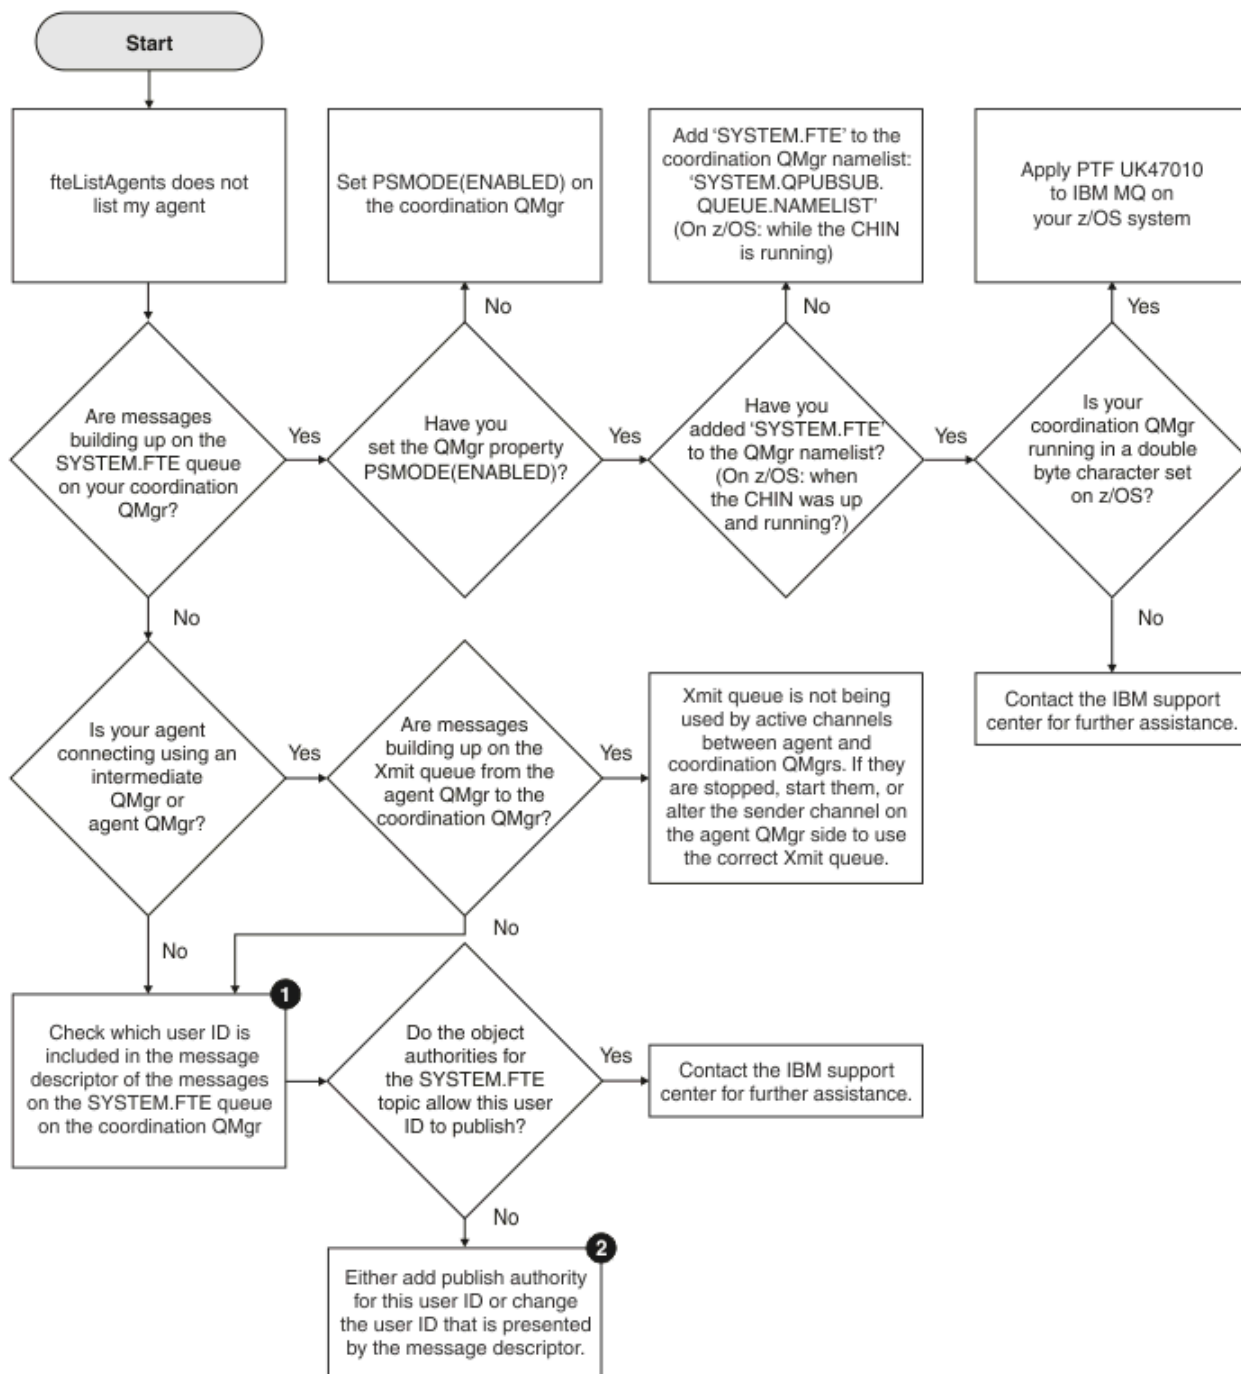 Start
fteListAgents does not
list my agent
Set PSMODE(ENABLED) on
the coordination QMgr
Add ‘SYSTEM.FTE’ to the
coordination QMgr namelist:
‘SYSTEM.QPUBSUB.
QUEUE.NAMELIST’
(On z/OS: while the CHIN
is running)
Apply PTF UK47010
to IBM MQ on
your z/OS system
No
No
Yes
Are messages
building up on the
SYSTEM.FTE queue
on your coordination
QMgr?
Yes
Have you
set the QMgr property
PSMODE(ENABLED)?
Yes
Have you
added ‘SYSTEM.FTE’
to the QMgr namelist?
(On z/OS: when
the CHIN was up
and running?)
Yes
Is your
coordination QMgr
running in a double
byte character set
on z/OS?
No
No
Is your agent
connecting using an
intermediate
QMgr or
agent QMgr?
Yes
Are messages
building up on the
Xmit queue from the
agent QMgr to the
coordination QMgr?
Yes
Xmit queue is not being
used by active channels
between agent and
coordination QMgrs. If they
are stopped, start them, or
alter the sender channel on
the agent QMgr side to use
the correct Xmit queue.
Contact the IBM support
center for further assistance.
No
No
1
Check which user ID is
included in the message
descriptor of the messages
on the SYSTEM.FTE queue
on the coordination QMgr
Do the object
authorities for
the SYSTEM.FTE
topic allow this user
ID to publish?
Yes
Contact the IBM support
center for further assistance.
No
2
Either add publish authority
for this user ID or change
the user ID that is presented
by the message descriptor.